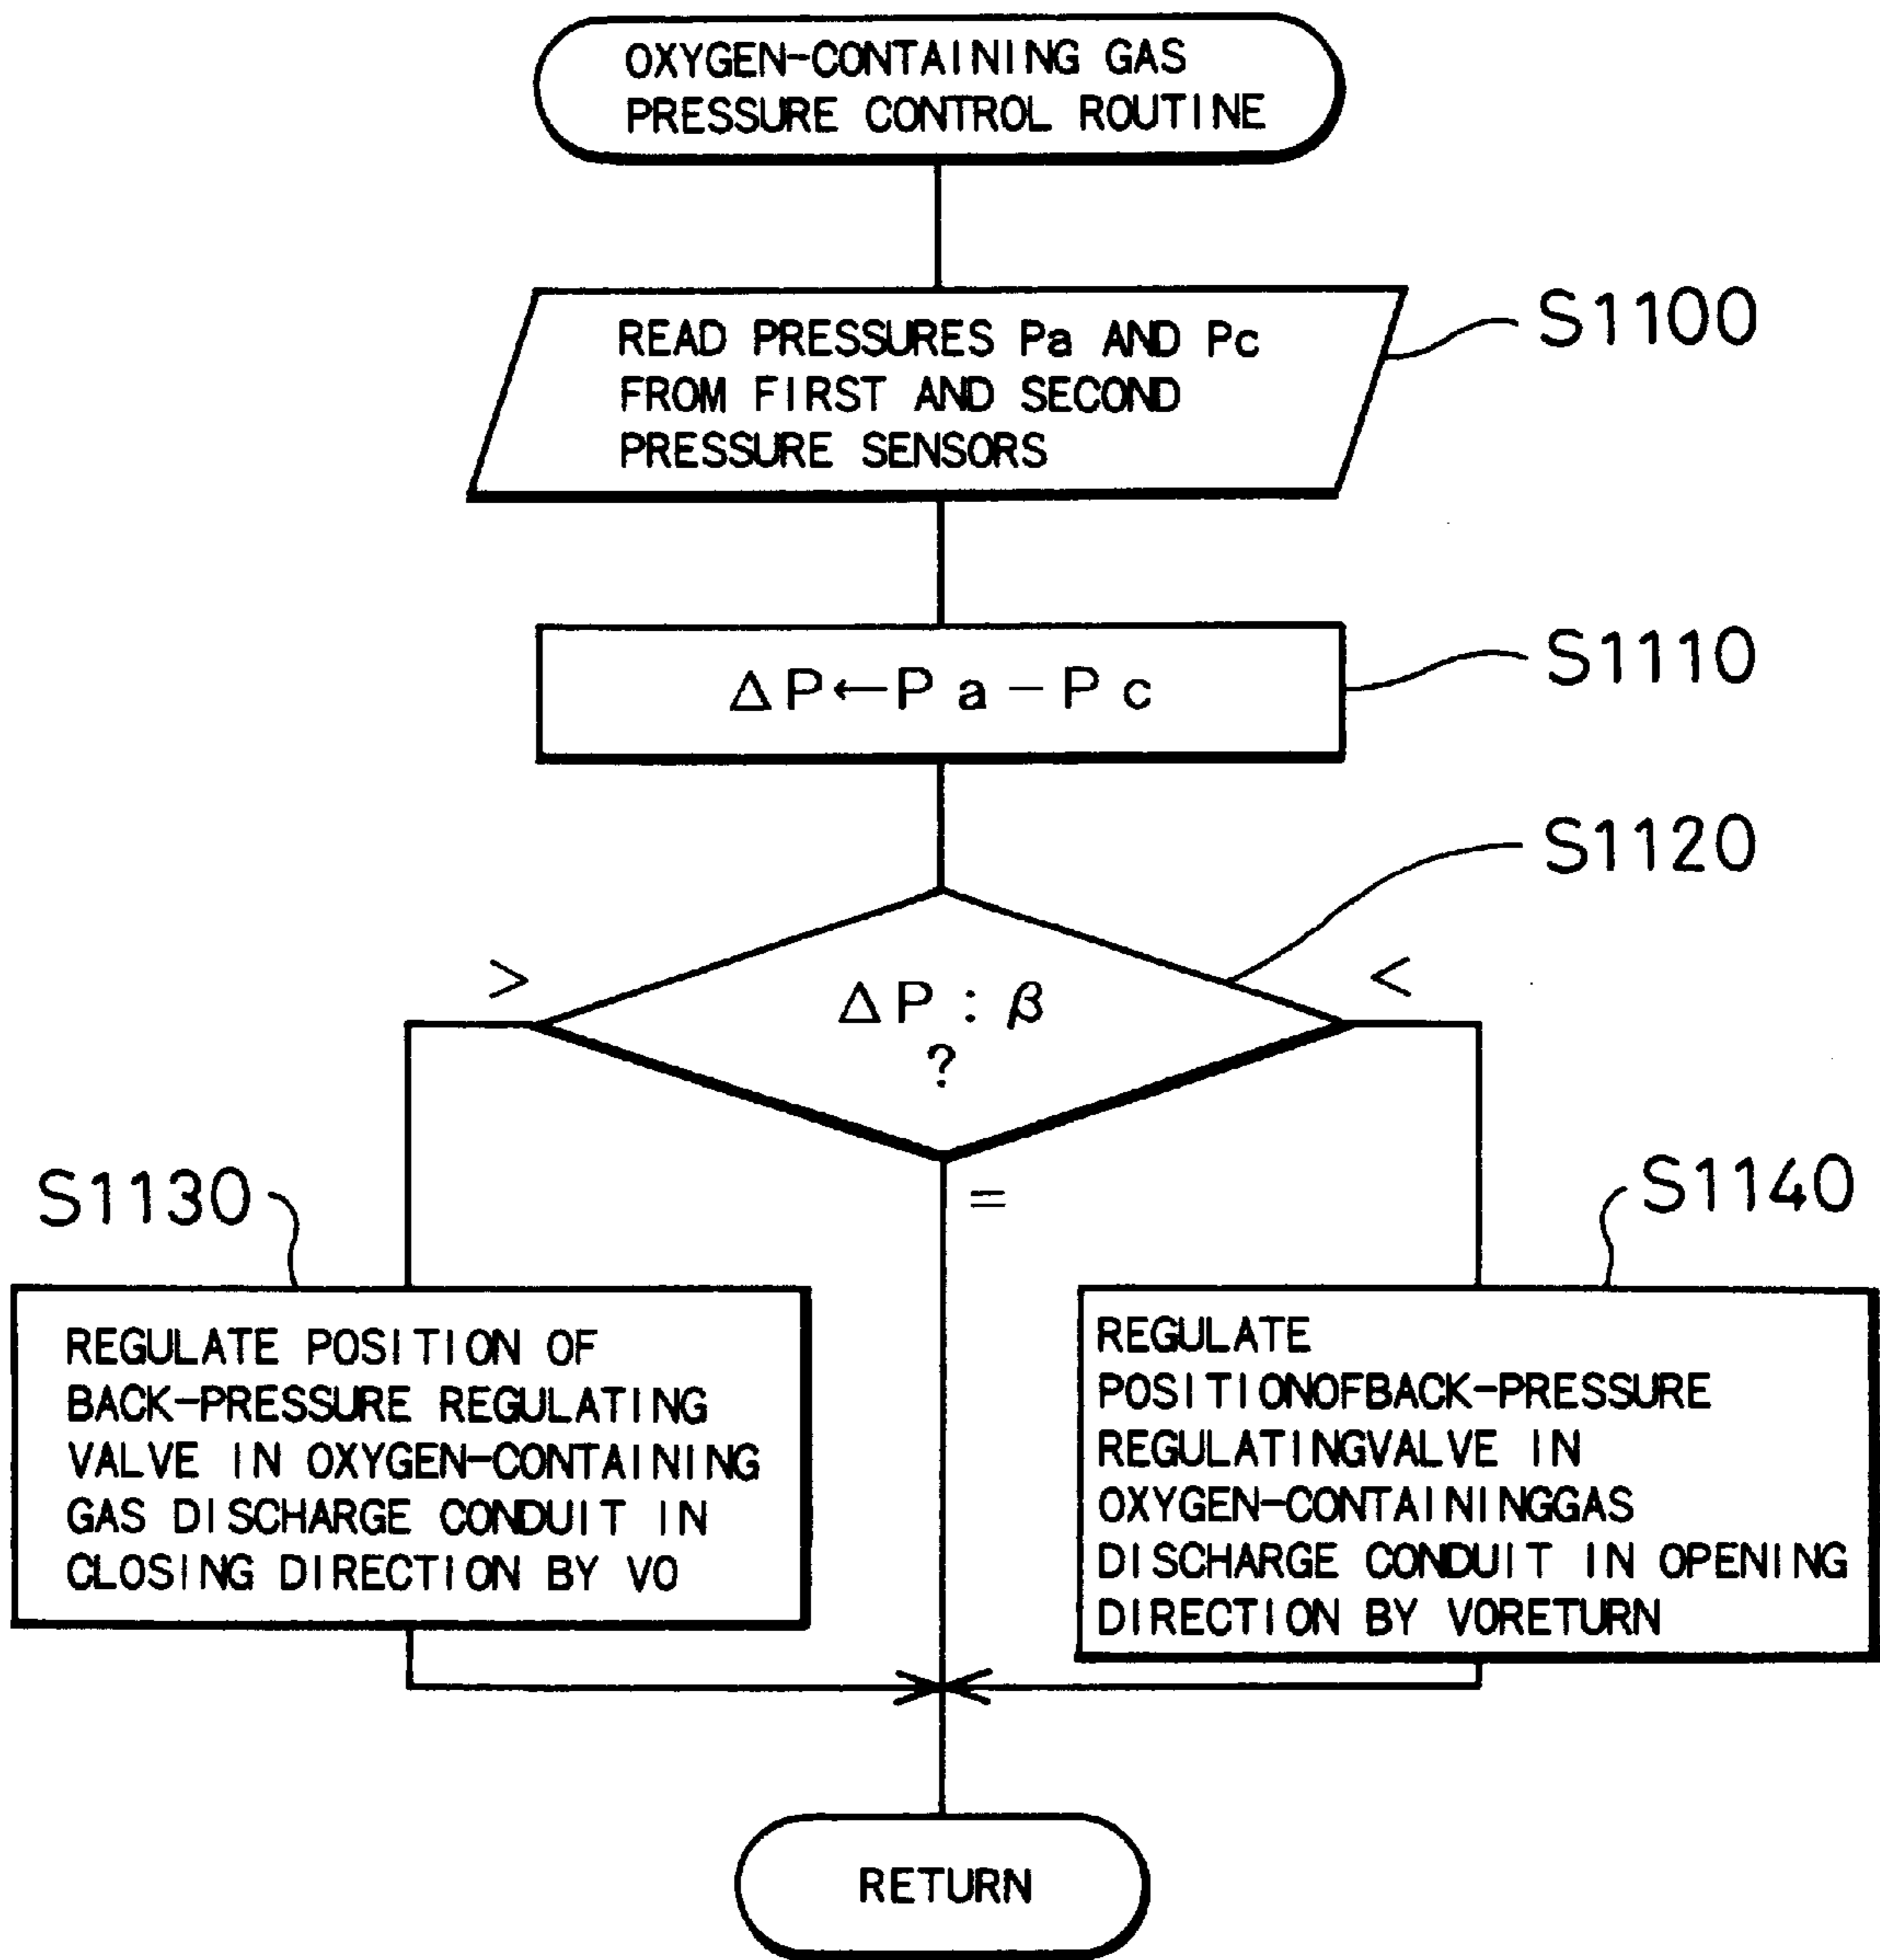 OXYGEN-CONTAINING GAS
PRESSURE CONTROL ROUTINE
READ PRESSURES Pa AND Pc
FROM FIRST AND SECOND
PRESSURE SENSORS
S1100
ΔP←Pa-Pc
S1110
S1120
>
<
ΔP : β
?
=
S1130
S1140
REGULATE POSITION OF
BACK-PRESSURE REGULATING
VALVE IN OXYGEN-CONTAINING
GAS DISCHARGE CONDUIT IN
CLOSING DIRECTION BY VO
REGULATE
POSITIONOFBACK-PRESSURE
REGULATINGVALVE IN
OXYGEN-CONTAININGGAS
DISCHARGE CONDUIT IN OPENING
DIRECTION BY VORETURN
RETURN